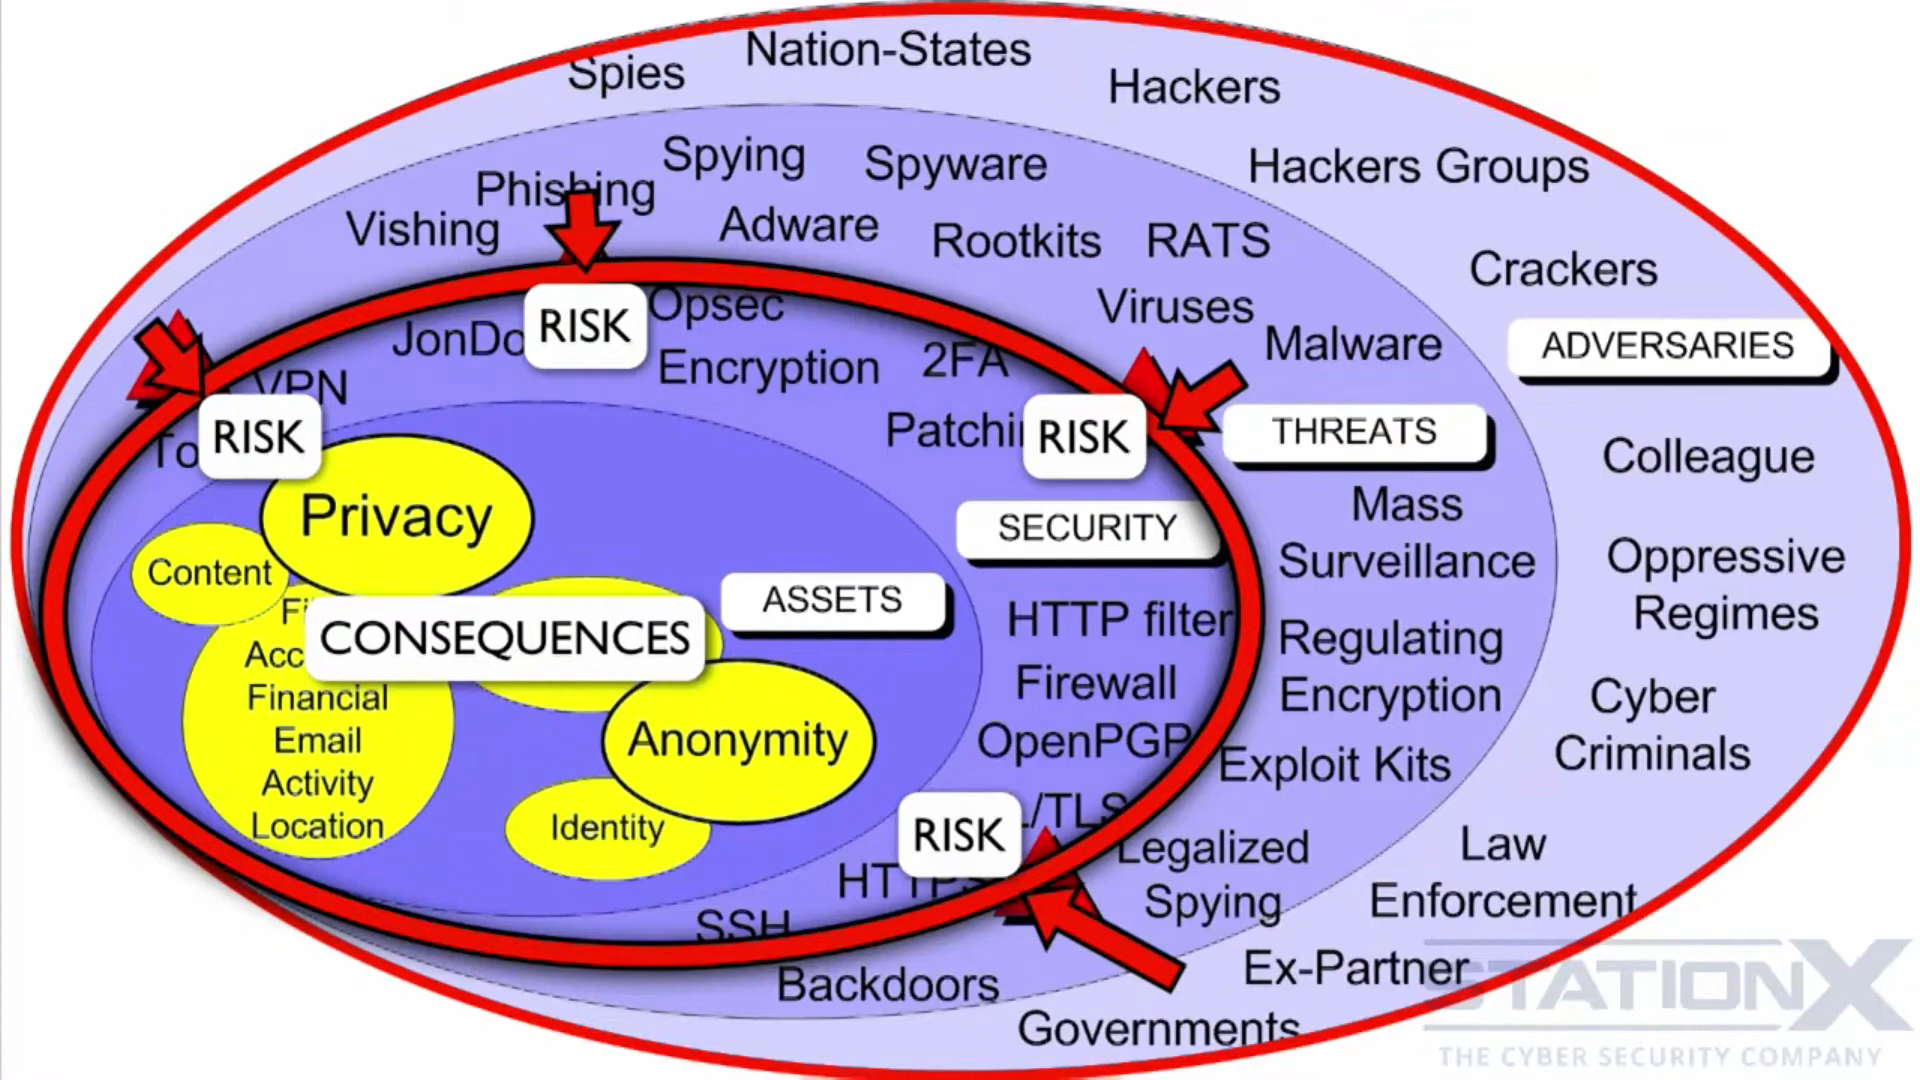 Nation-States
Spies
Hackers
Spying
Spyware
Hackers Groups
Phishing
Vishing
Adware
Rootkits
RATS
Crackers
Viruses
Opsec
RISK
JonDo
Malware
ADVERSARIES
Encryption
2FA
VPN
RISK
RISK
THREATS
Colleague
Privacy
Mass
Surveillance
SECURITY
Content
Oppressive
Regimes
ASSETS
HTTP filter
CONSEQUENCES
Regulating
Encryption
Financial
Email
Activity
Location
Firewall
Cyber
Criminals
Anonymity
OpenPGP
Exploit Kits
Identity
RISK
/TLS
Legalized
Spying
Law
Enforcement
HTTPS
SSH
Backdoors
Ex-Partner
Governments
STATIONX
THE CYBER SECURITY COMPANY